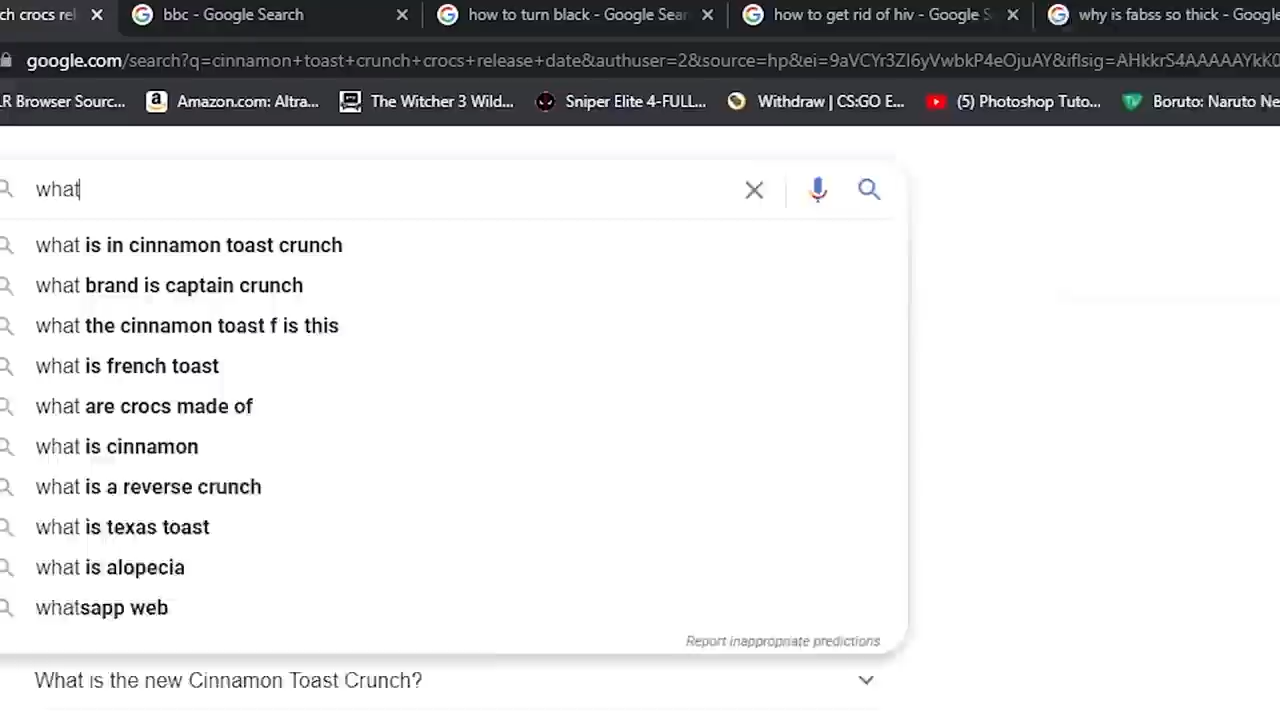 ch crocs rel
bbc - Google Search
how to turn black - Google Sear
how to get rid of hiv - Google S
why is fabss so thick - Google
google.com/search?q=cinnamon+toast+crunch+crocs+release+date&authuser=2&source=hp&ei=9aVCYr3ZI6yVwbkP4eOjuAY&iflsig=AHkkrS4AAAAAYkK0
LR Browser Sourc...
Amazon.com: Altra...
The Witcher 3 Wild...
Sniper Elite 4-FULL...
Withdraw | CS:GO E...
(5) Photoshop Tuto...
Boruto: Naruto Ne
what
what is in cinnamon toast crunch
what brand is captain crunch
what the cinnamon toast f is this
what is french toast
what are crocs made of
what is cinnamon
what is a reverse crunch
what is texas toast
what is alopecia
whatsapp web
Report inappropriate predictions
What is the new Cinnamon Toast Crunch?